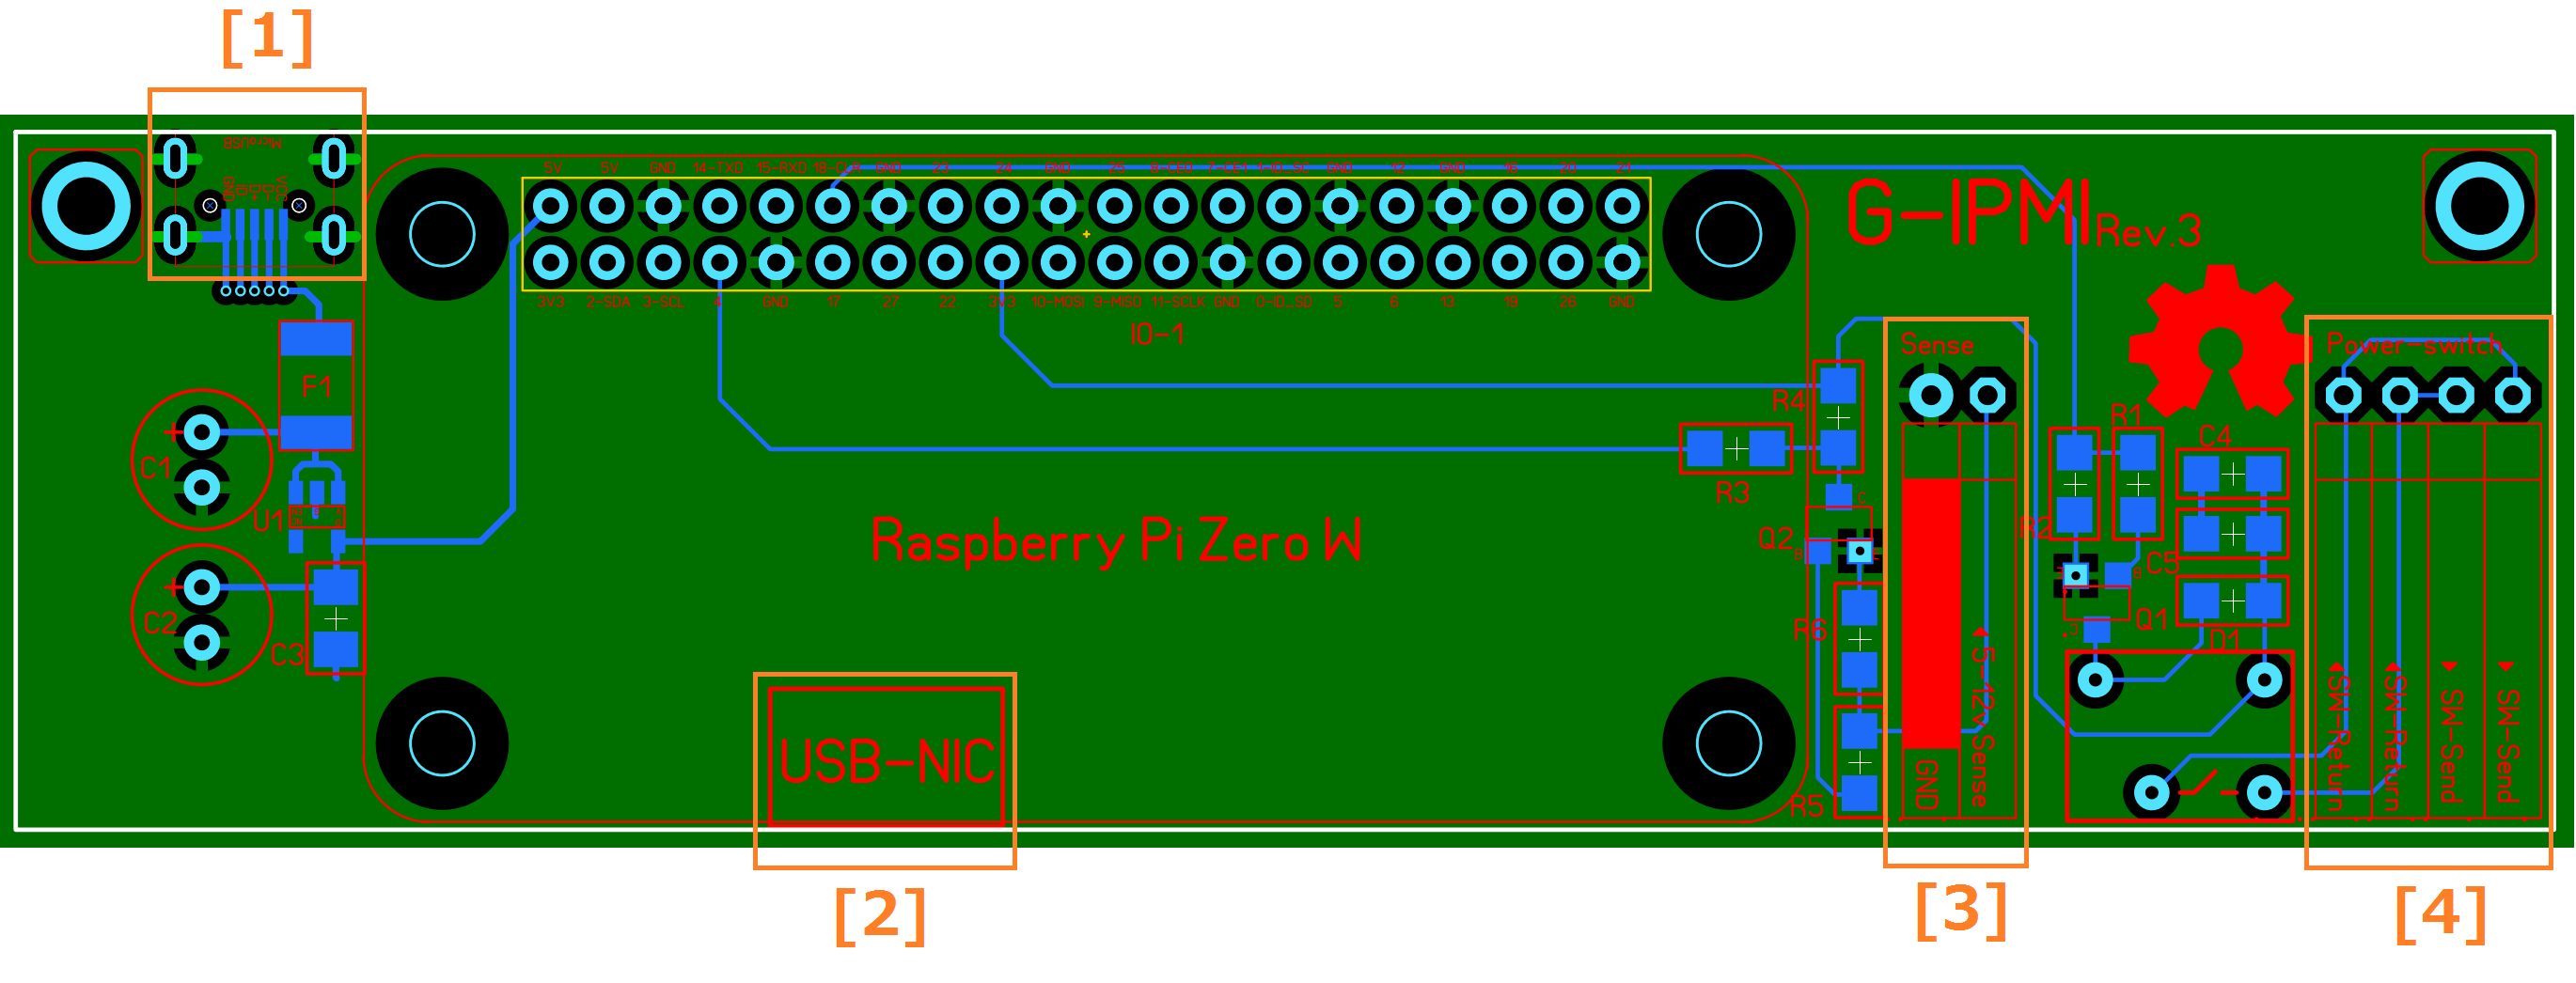 [1]
MicroUSB
GND
ID
D+
D-
VCC
5V 5V GND 14-TXD 15-RXD 18-CLK GND 23 24 GND 25 8-CE0 7-CE1 1-ID_SC GND 12 GND 16 20 21
3V3 2-SDA 3-SCL 4 GND 17 27 22 3V3 10-MOSI 9-MISO 11-SCLK GND 0-ID_SD 5 6 13 19 26 GND
IO-1
G-IPMI Rev.3
F1
C1
U1
C2
C3
Raspberry Pi Zero W
USB-NIC
R4
R3
C
Q2
B
R6
R5
Sense
GND
5-12v Sense
R1
R2
C4
C5
B
Q1
D1
Power-switch
SW-Return
SW-Return
SW-Send
SW-Send
[2]
[3]
[4]